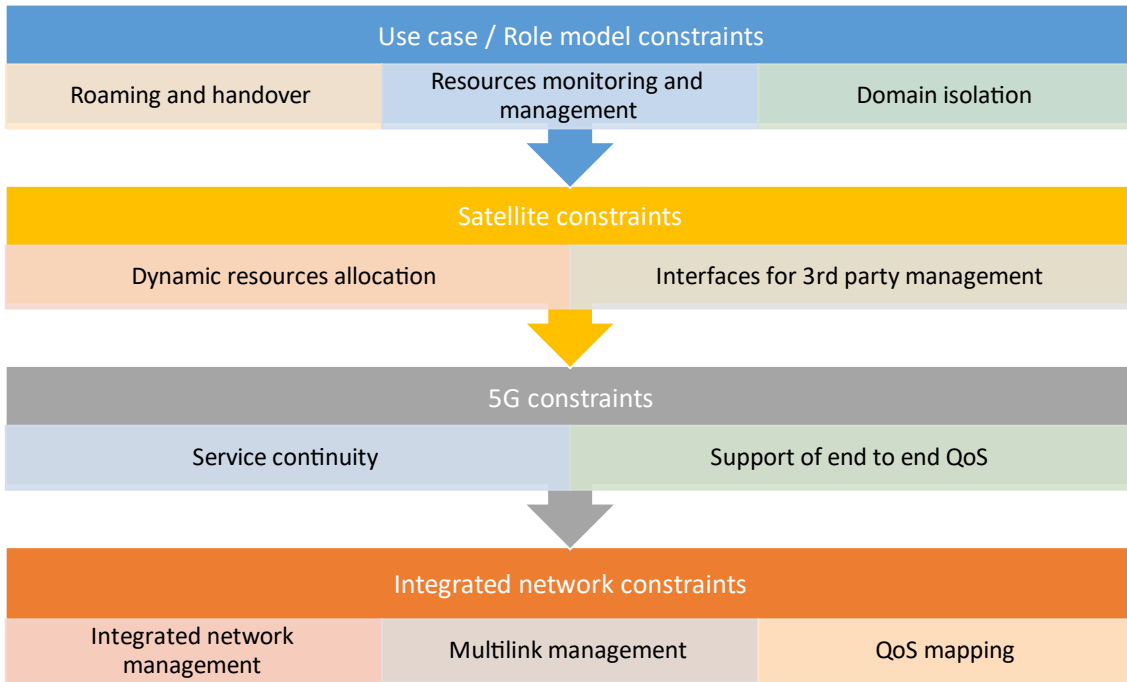 Use case / Role model constraints
Roaming and handover
Resources monitoring and
management
Domain isolation
Satellite constraints
Dynamic resources allocation
Interfaces for 3rd party management
5G constraints
Service continuity
Support of end to end QoS
Integrated network constraints
Integrated network
management
Multilink management
QoS mapping